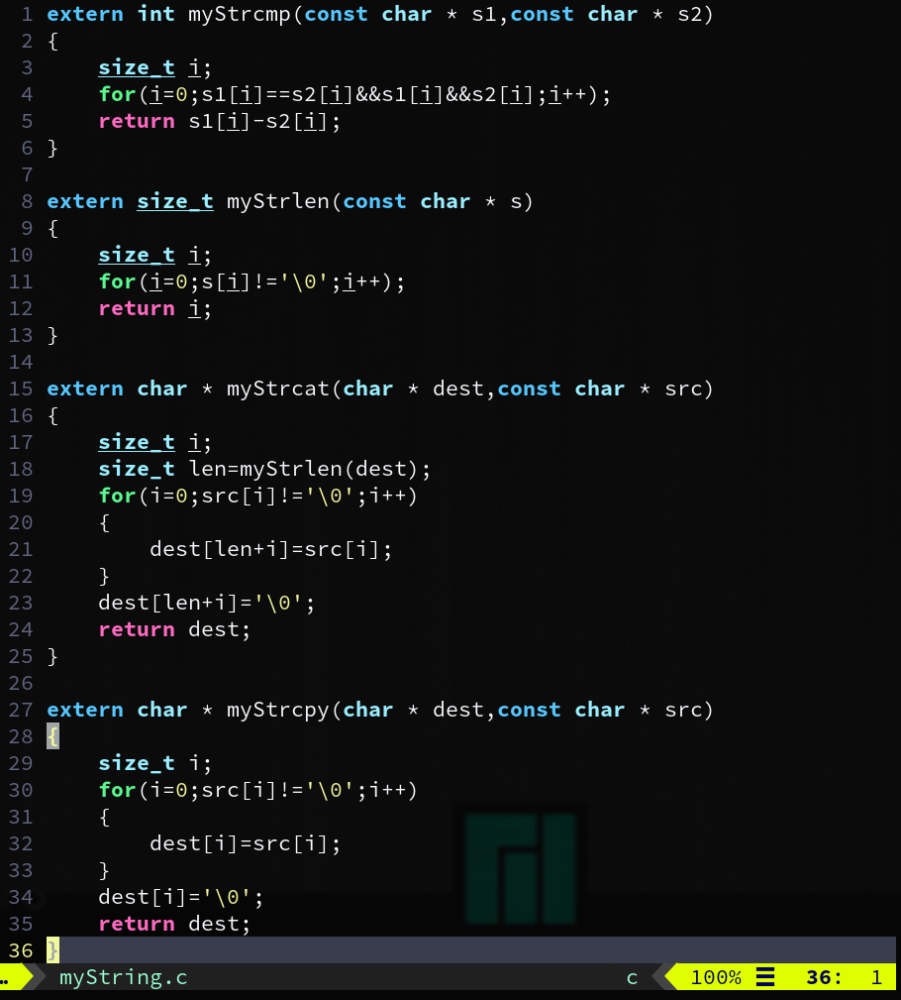 1 extern int myStrcmp(const char * s1,const char * s2)
2 {
3     size_t i;
4     for(i=0;s1[i]==s2[i]&&s1[i]&&s2[i];i++);
5     return s1[i]-s2[i];
6 }
7
8 extern size_t myStrlen(const char * s)
9 {
10     size_t i;
11     for(i=0;s[i]!='\0';i++);
12     return i;
13 }
14
15 extern char * myStrcat(char * dest,const char * src)
16 {
17     size_t i;
18     size_t len=myStrlen(dest);
19     for(i=0;src[i]!='\0';i++)
20     {
21         dest[len+i]=src[i];
22     }
23     dest[len+i]='\0';
24     return dest;
25 }
26
27 extern char * myStrcpy(char * dest,const char * src)
28 {
29     size_t i;
30     for(i=0;src[i]!='\0';i++)
31     {
32         dest[i]=src[i];
33     }
34     dest[i]='\0';
35     return dest;
36 }
… myString.c c 100% ☰ 36: 1